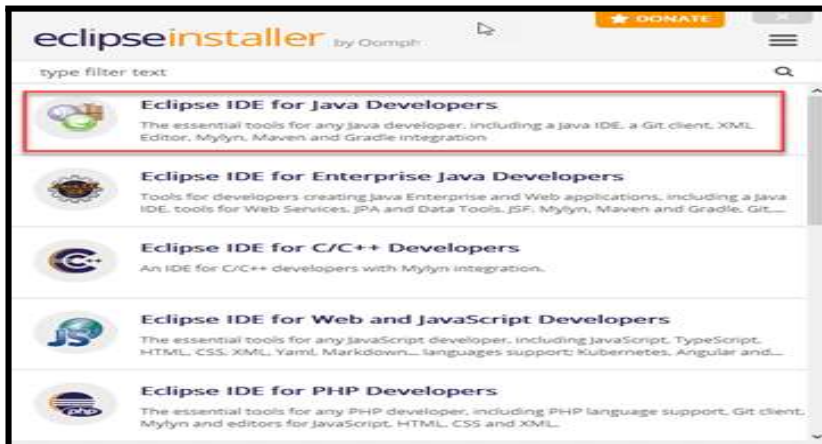 DONATE
eclipseinstaller by Oomph
type filter text
Eclipse IDE for Java Developers
The essential tools for any Java developer, including a Java IDE, a Git client, XML
Editor, Mylyn, Maven and Gradle integration
Eclipse IDE for Enterprise Java Developers
Tools for developers creating Java Enterprise and Web applications, including a Java
IDE, tools for Web Services, JPA and Data Tools, JSF, Mylyn, Maven and Gradle, Git,...
Eclipse IDE for C/C++ Developers
An IDE for C/C++ developers with Mylyn integration.
Eclipse IDE for Web and JavaScript Developers
JS
The essential tools for any JavaScript developer, including JavaScript, TypeScript,
HTML, CSS, XML, Yaml, Markdown... languages support; Kubernetes, Angular and...
Eclipse IDE for PHP Developers
php
The essential tools for any PHP developer, including PHP language support, Git client,
Mylyn and editors for JavaScript, HTML, CSS and XML.